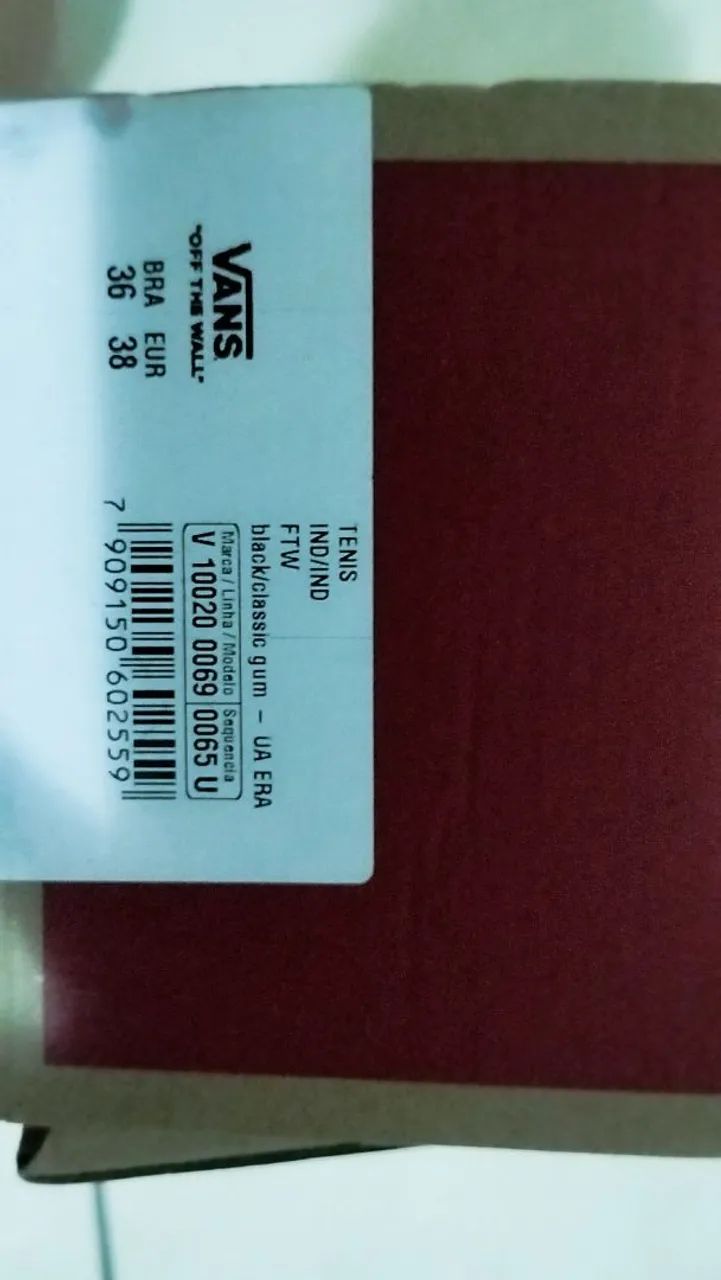 VANS
"OFF THE WALL"
BRA EUR
36 38
TENIS
IND/IND
FTW
black/classic gum – UA ERA
Marca / Linha / Modelo Sequencia
V 10020 0069 0065 U
7 909150 602559